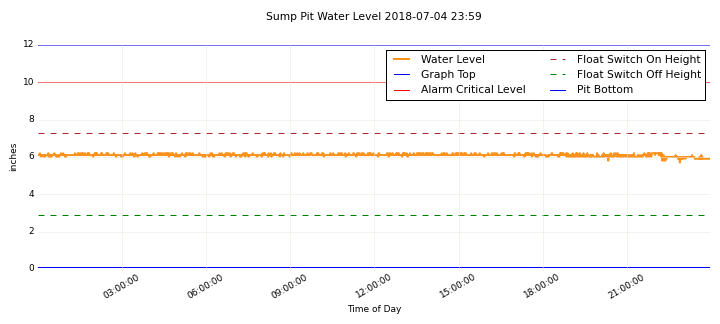 Sump Pit Water Level 2018-07-04 23:59
12
10
8
6
4
2
0
inches
Water Level
Graph Top
Alarm Critical Level
Float Switch On Height
Float Switch Off Height
Pit Bottom
03:00:00
06:00:00
09:00:00
12:00:00
15:00:00
18:00:00
21:00:00
Time of Day